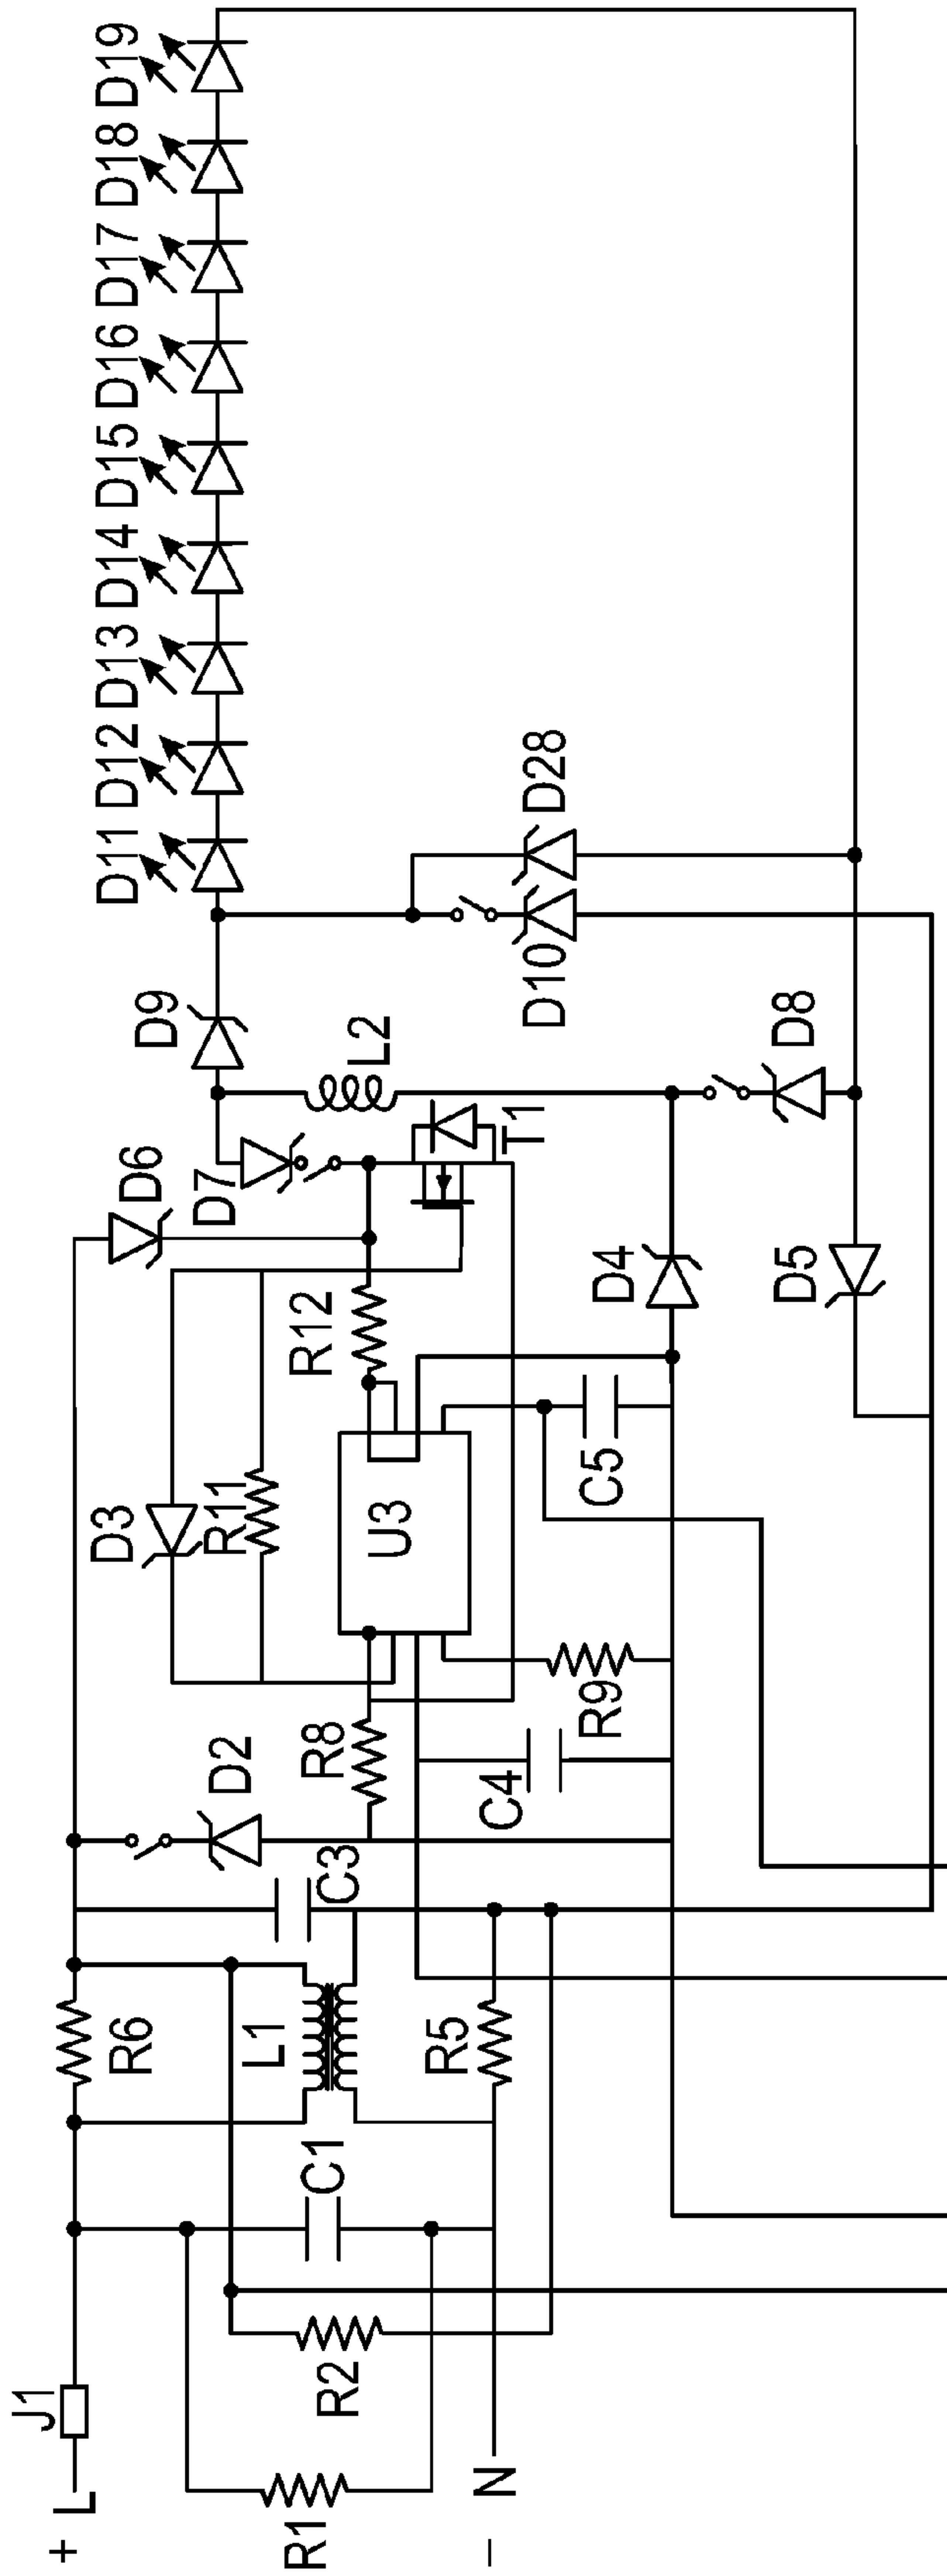 D11 D12 D13 D14 D15 D16 D17 D18 D19
D9
D6
D7
L2
D28
D10
T1
D3
R11
R12
U3
D4
D8
D5
C5
D2
R8
R9
C4
C3
R6
L1
R5
C1
J1
R2
R1
+ L
− N